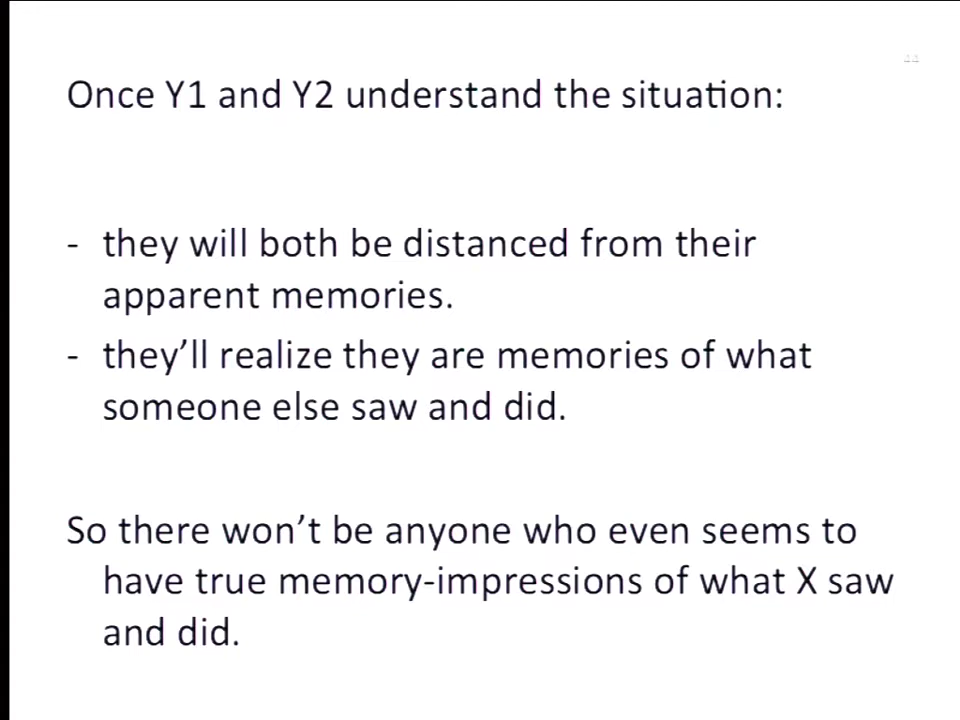 Once Y1 and Y2 understand the situation:
- they will both be distanced from their
apparent memories.
- they’ll realize they are memories of what
someone else saw and did.
So there won’t be anyone who even seems to
have true memory-impressions of what X saw
and did.